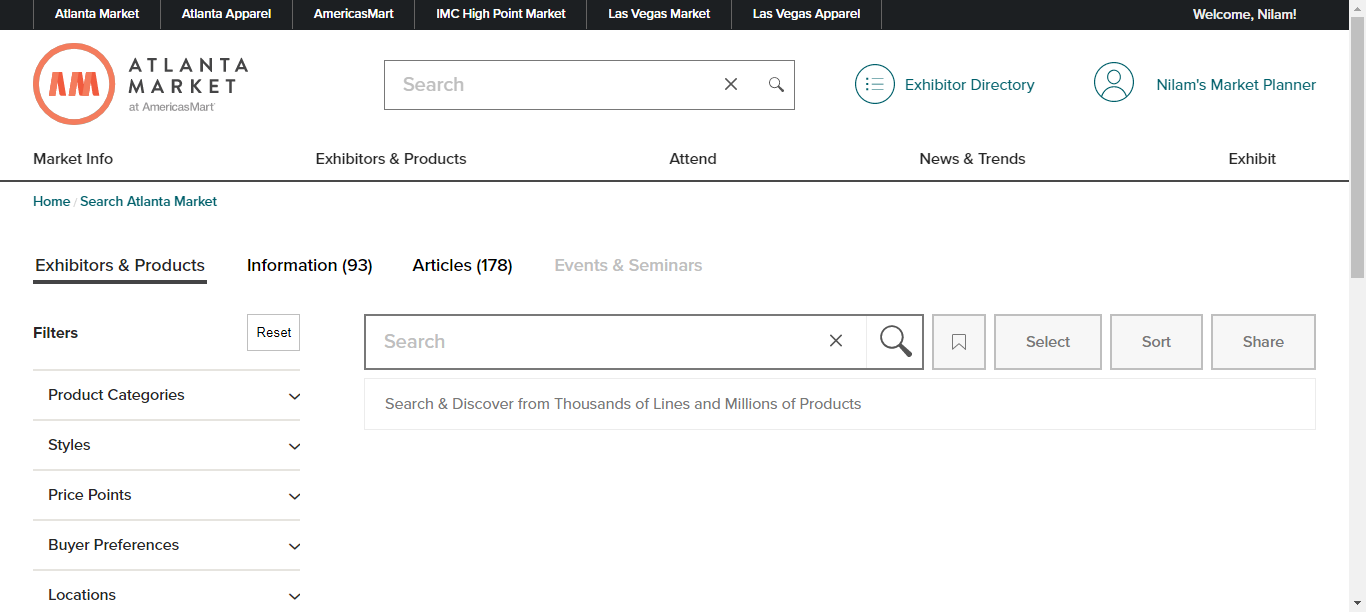 Atlanta Market Atlanta Apparel AmericasMart IMC High Point Market Las Vegas Market Las Vegas Apparel Welcome, Nilam!
AM
ATLANTA
MARKET
at AmericasMart
Search
Exhibitor Directory
Nilam's Market Planner
Market Info Exhibitors & Products Attend News & Trends Exhibit
Home / Search Atlanta Market
Exhibitors & Products Information (93) Articles (178) Events & Seminars
Filters
Reset
Search
Select
Sort
Share
Search & Discover from Thousands of Lines and Millions of Products
Product Categories
Styles
Price Points
Buyer Preferences
Locations